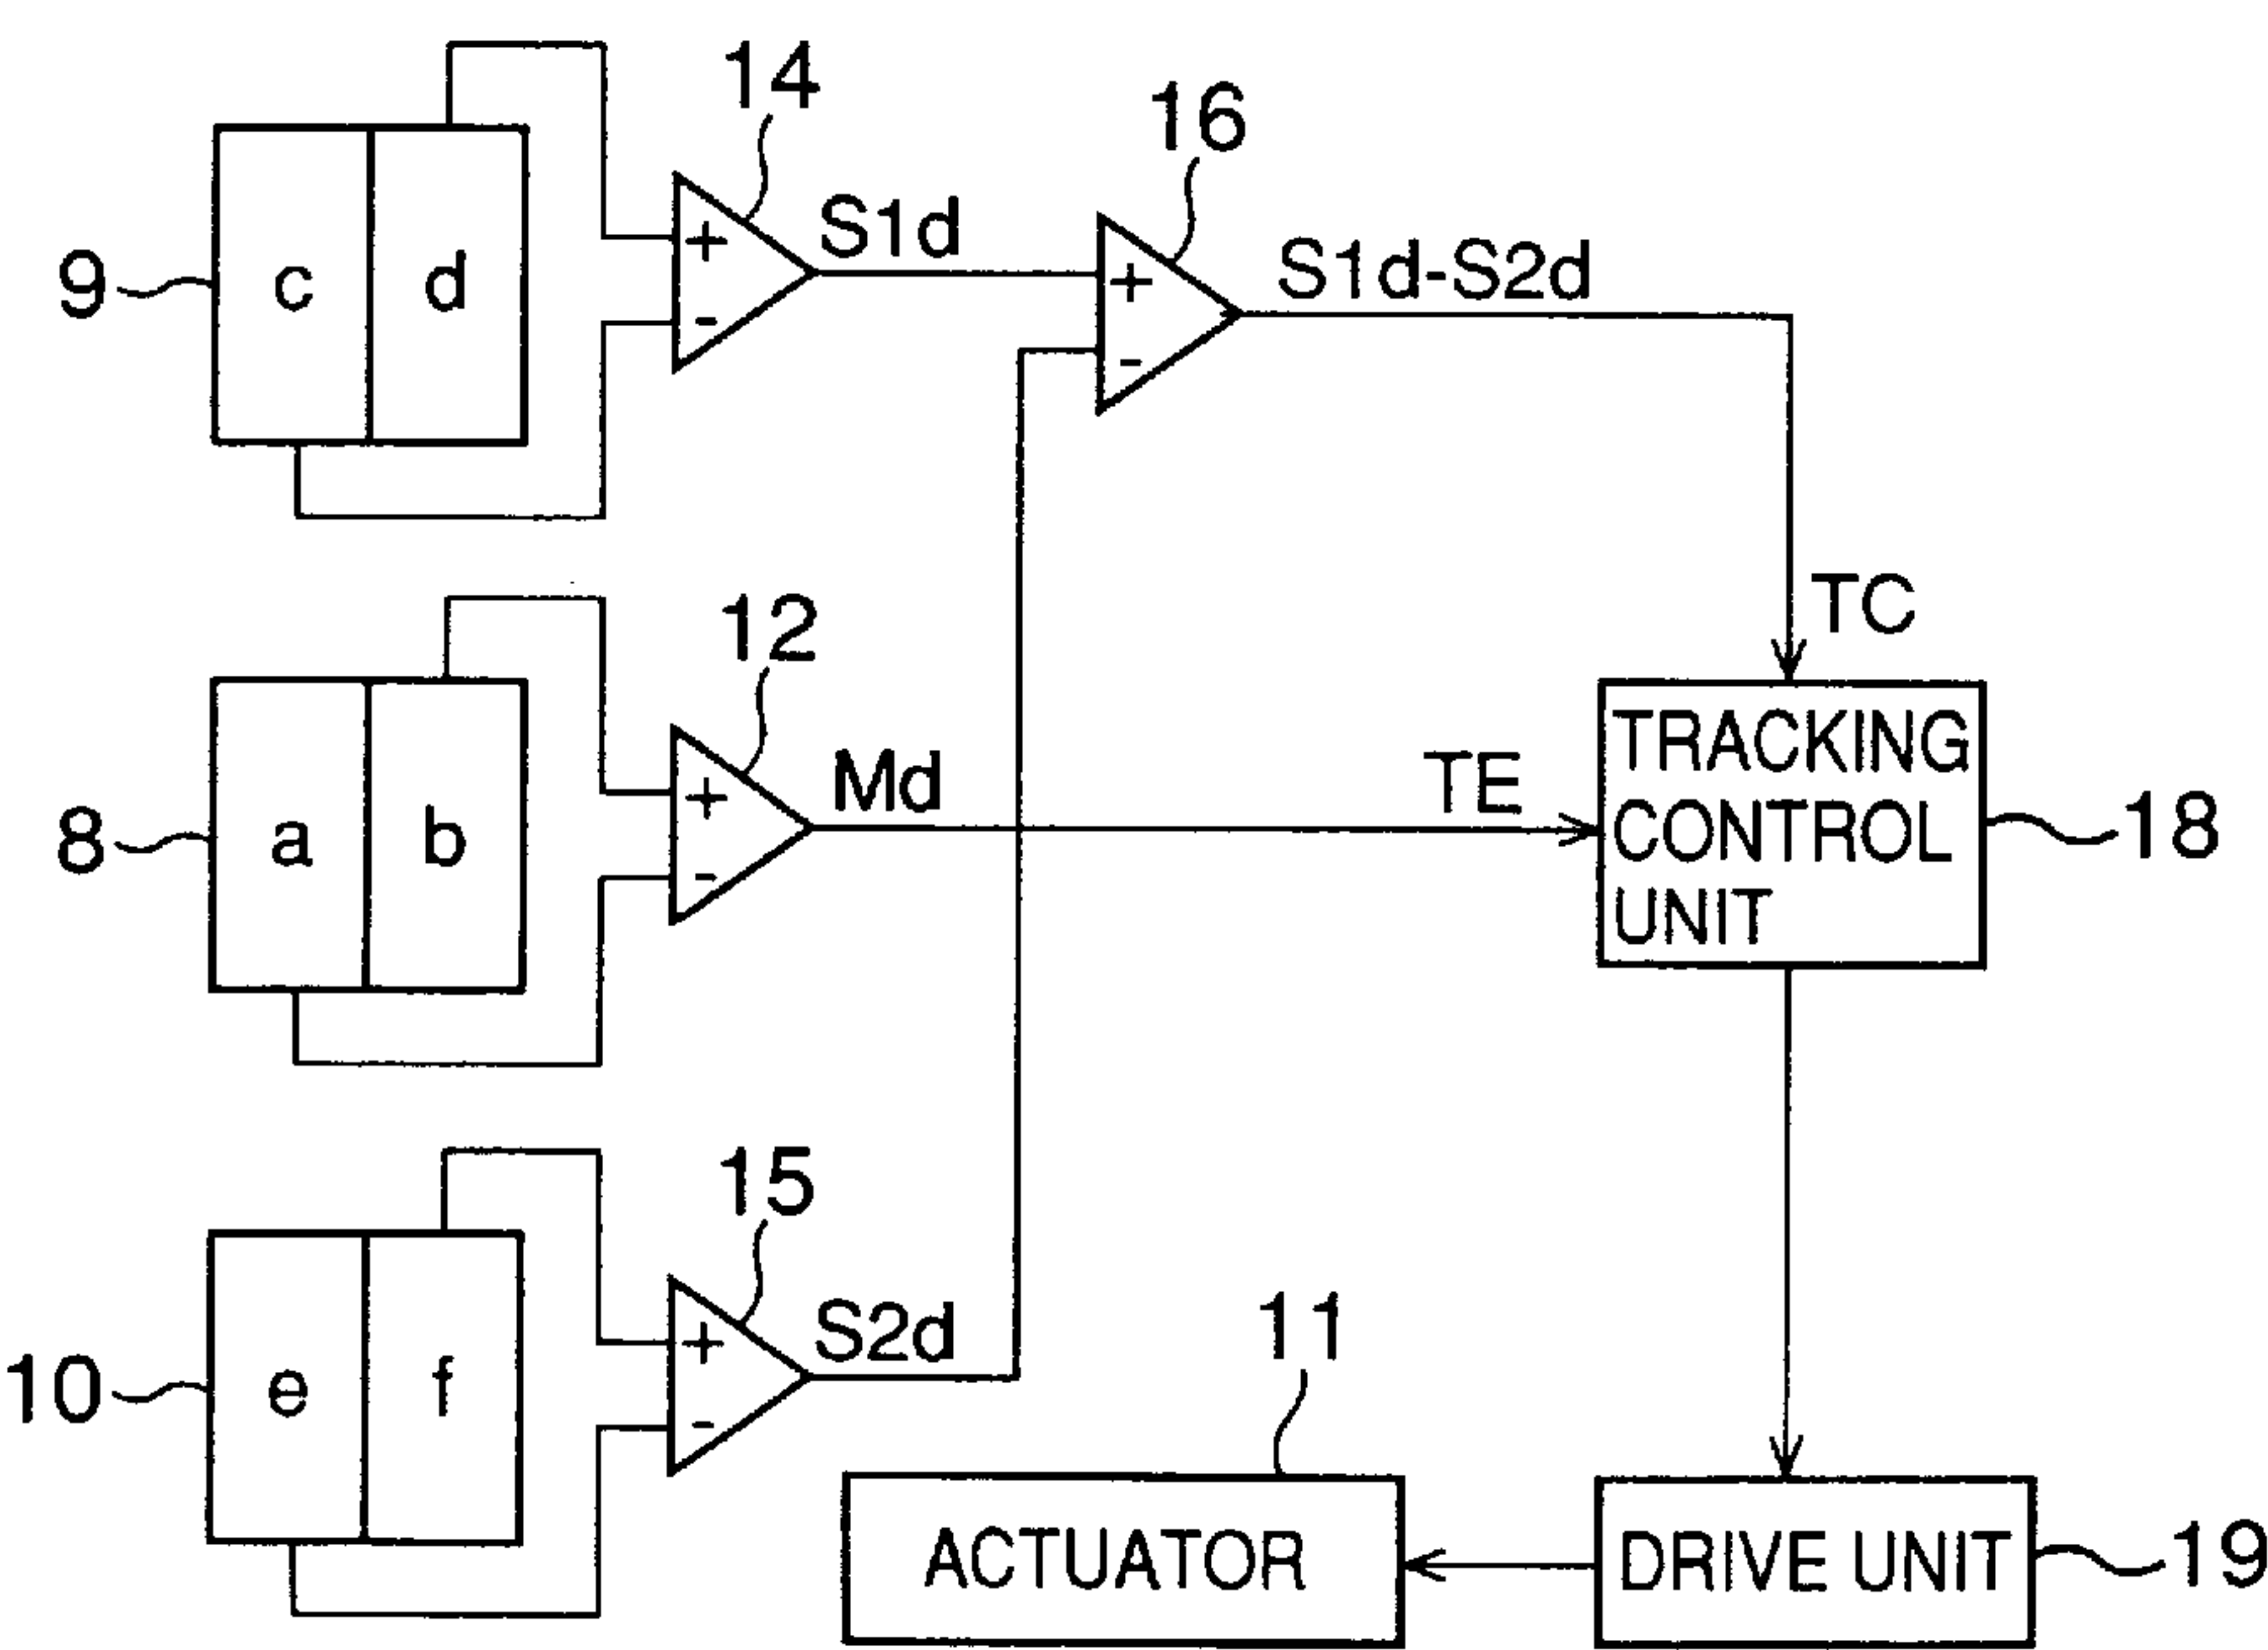 14
16
+
S1d
9
c
d
-
+
S1d-S2d
-
TC
12
+
Md
8
a
b
-
TE
TRACKING
CONTROL
UNIT
18
15
+
S2d
10
e
f
-
11
ACTUATOR
DRIVE UNIT
19